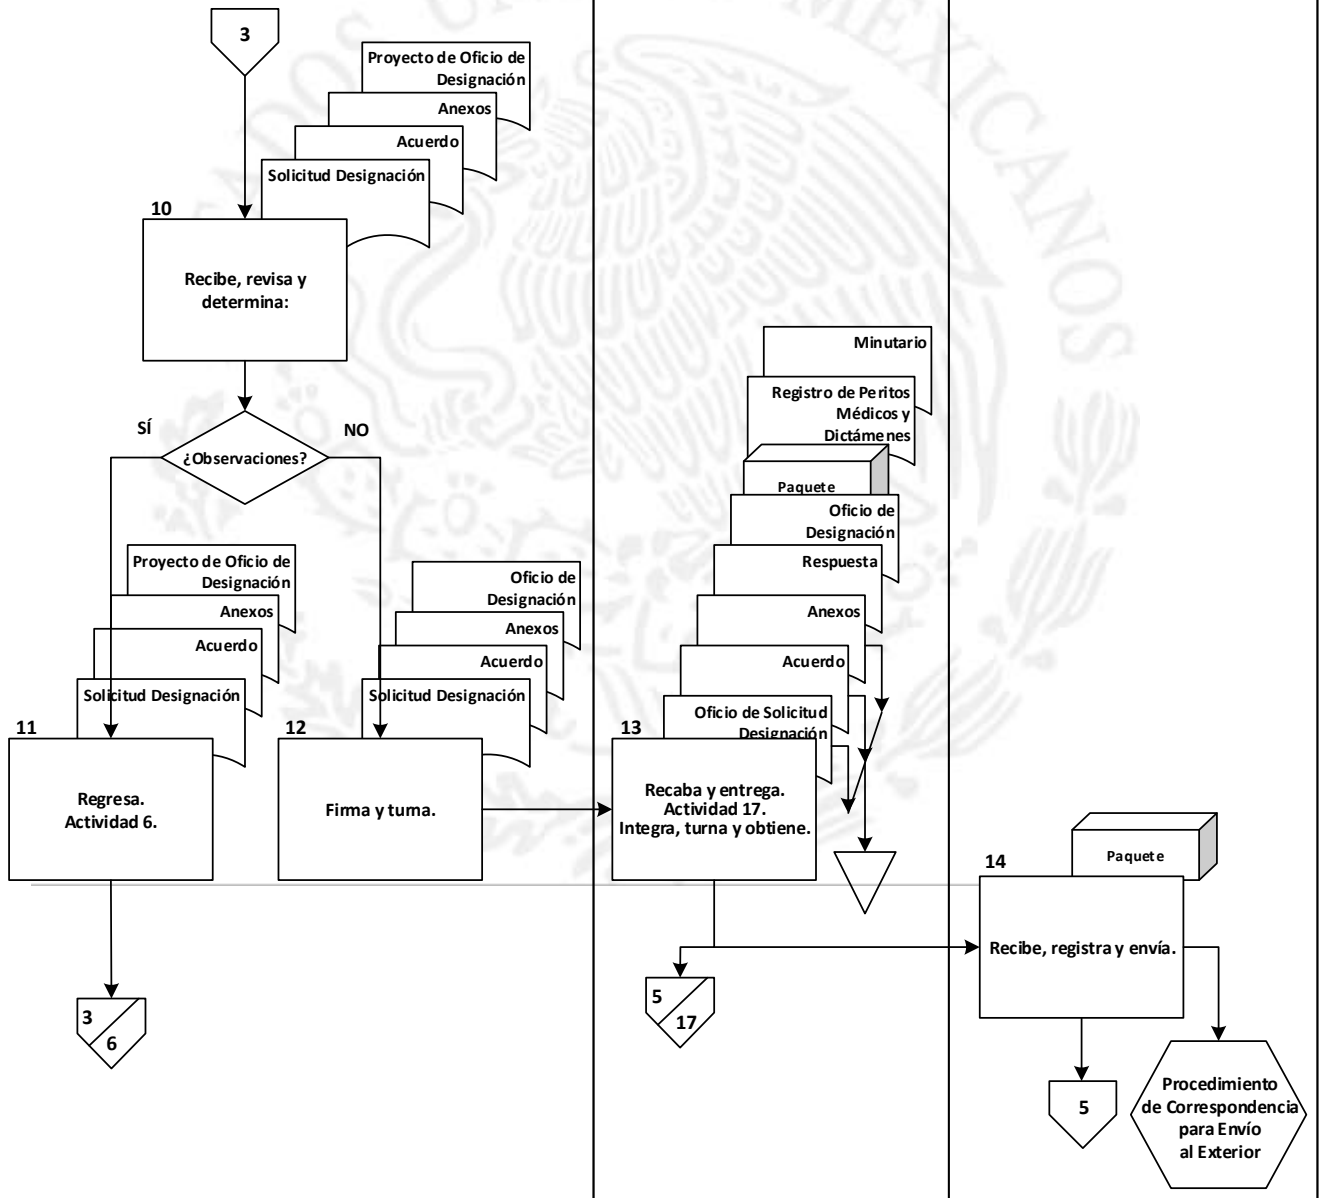 3
Proyecto de Oficio de
Designación
Anexos
Acuerdo
Solicitud Designación
10
Recibe, revisa y
determina:
¿Observaciones?
SÍ
NO
Proyecto de Oficio de
Designación
Anexos
Acuerdo
Solicitud Designación
11
Regresa.
Actividad 6.
3
6
Oficio de
Designación
Anexos
Acuerdo
Solicitud Designación
12
Firma y turna.
Minutario
Registro de Peritos
Médicos y
Dictámenes
Paquete
Oficio de
Designación
Respuesta
Anexos
Acuerdo
Oficio de Solicitud
Designación
13
Recaba y entrega.
Actividad 17.
Integra, turna y obtiene.
5
17
Paquete
14
Recibe, registra y envía.
5
Procedimiento
de Correspondencia
para Envío
al Exterior
MEXICANOS